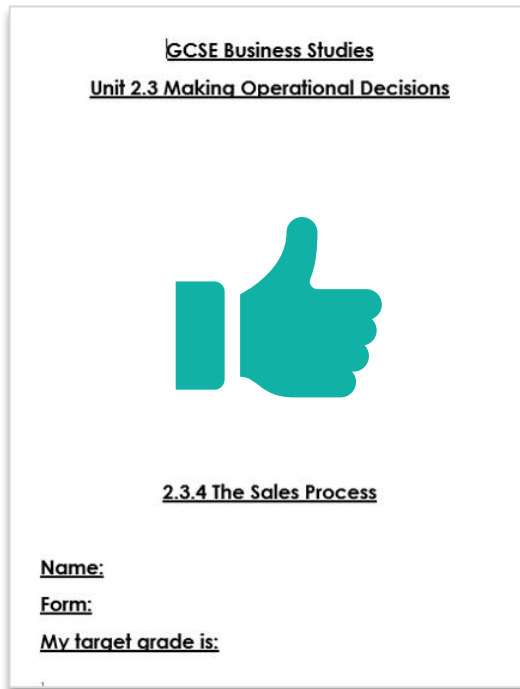 GCSE Business Studies
Unit 2.3 Making Operational Decisions
2.3.4 The Sales Process
Name:
Form:
My target grade is: